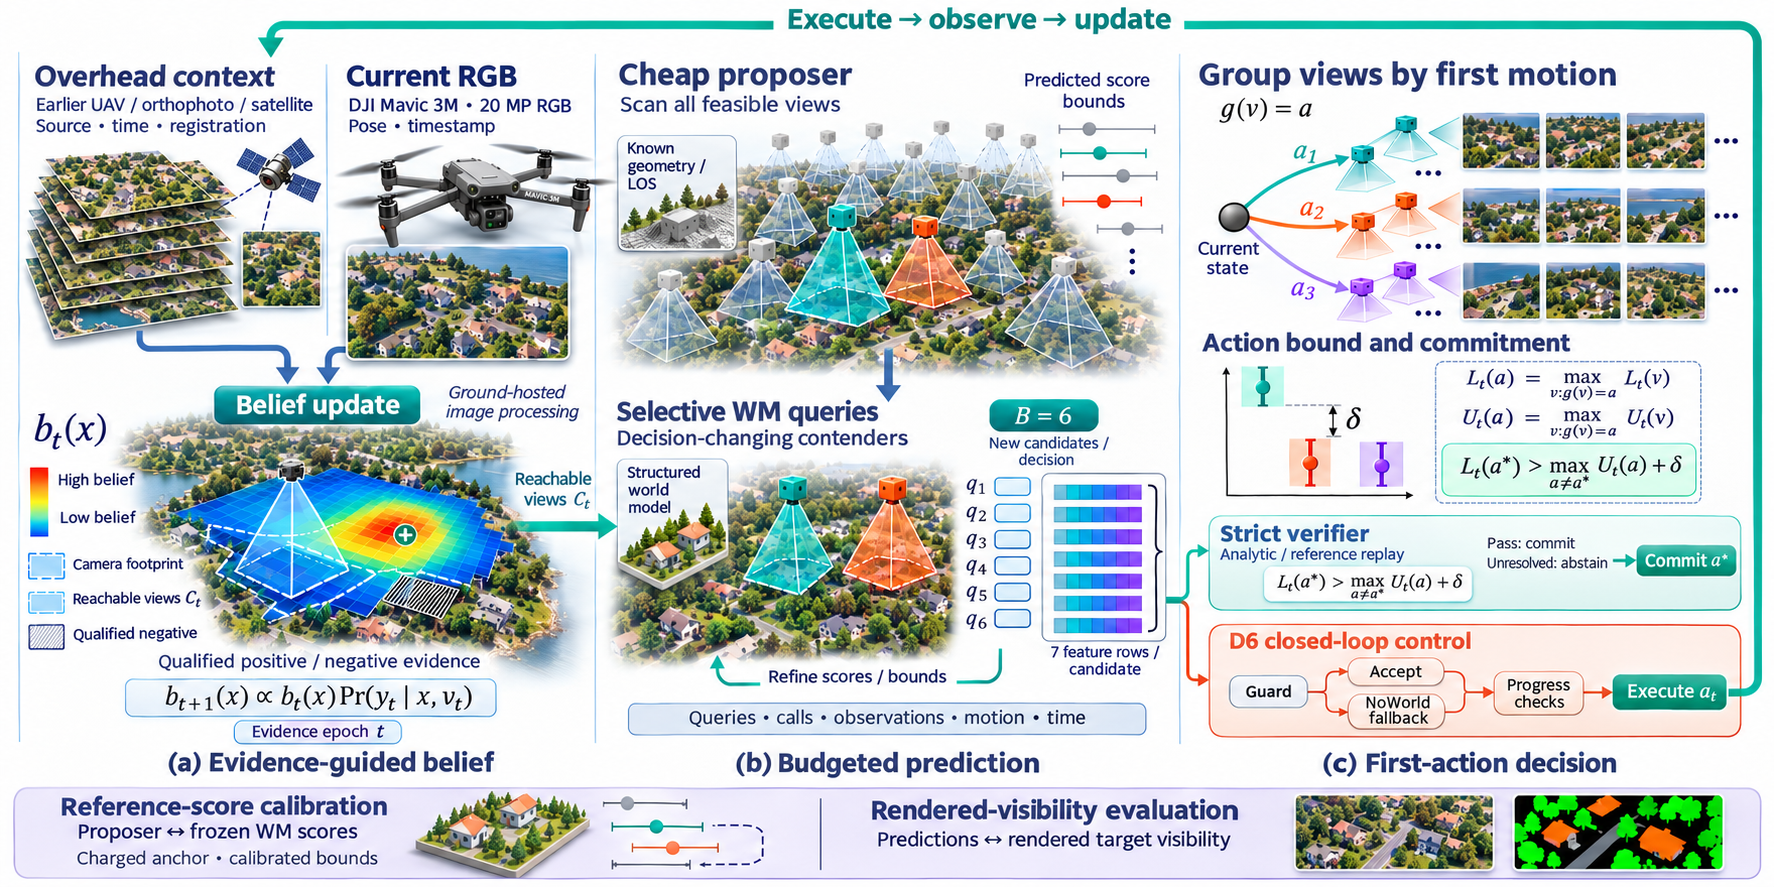 Execute → observe → update
Overhead context
Earlier UAV / orthophoto / satellite
Source • time • registration
Current RGB
DJI Mavic 3M • 20 MP RGB
Pose • timestamp
MAVIC 3M
Belief update
Ground-hosted
image processing
b_t(x)
High belief
Low belief
Camera footprint
Reachable views C_t
Qualified negative
Reachable
views C_t
Qualified positive / negative evidence
b_{t+1}(x) ∝ b_t(x) Pr(y_t | x, v_t)
Evidence epoch t
(a) Evidence-guided belief
Cheap proposer
Scan all feasible views
Predicted score
bounds
Known
geometry /
LOS
Selective WM queries
Decision-changing contenders
B = 6
New candidates /
decision
Structured
world
model
q_1
q_2
q_3
q_4
q_5
q_6
7 feature rows /
candidate
Refine scores / bounds
Queries • calls • observations • motion • time
(b) Budgeted prediction
Group views by first motion
g(v) = a
a_1
a_2
a_3
Current
state
Action bound and commitment
δ
L_t(a) = max_{v:g(v)=a} L_t(v)
U_t(a) = max_{v:g(v)=a} U_t(v)
L_t(a*) > max_{a≠a*} U_t(a) + δ
Strict verifier
Analytic / reference replay
L_t(a*) > max_{a≠a*} U_t(a) + δ
Pass: commit
Unresolved: abstain
Commit a*
D6 closed-loop control
Guard
Accept
NoWorld
fallback
Progress
checks
Execute a_t
(c) First-action decision
Reference-score calibration
Proposer ↔ frozen WM scores
Charged anchor • calibrated bounds
Rendered-visibility evaluation
Predictions ↔ rendered target visibility